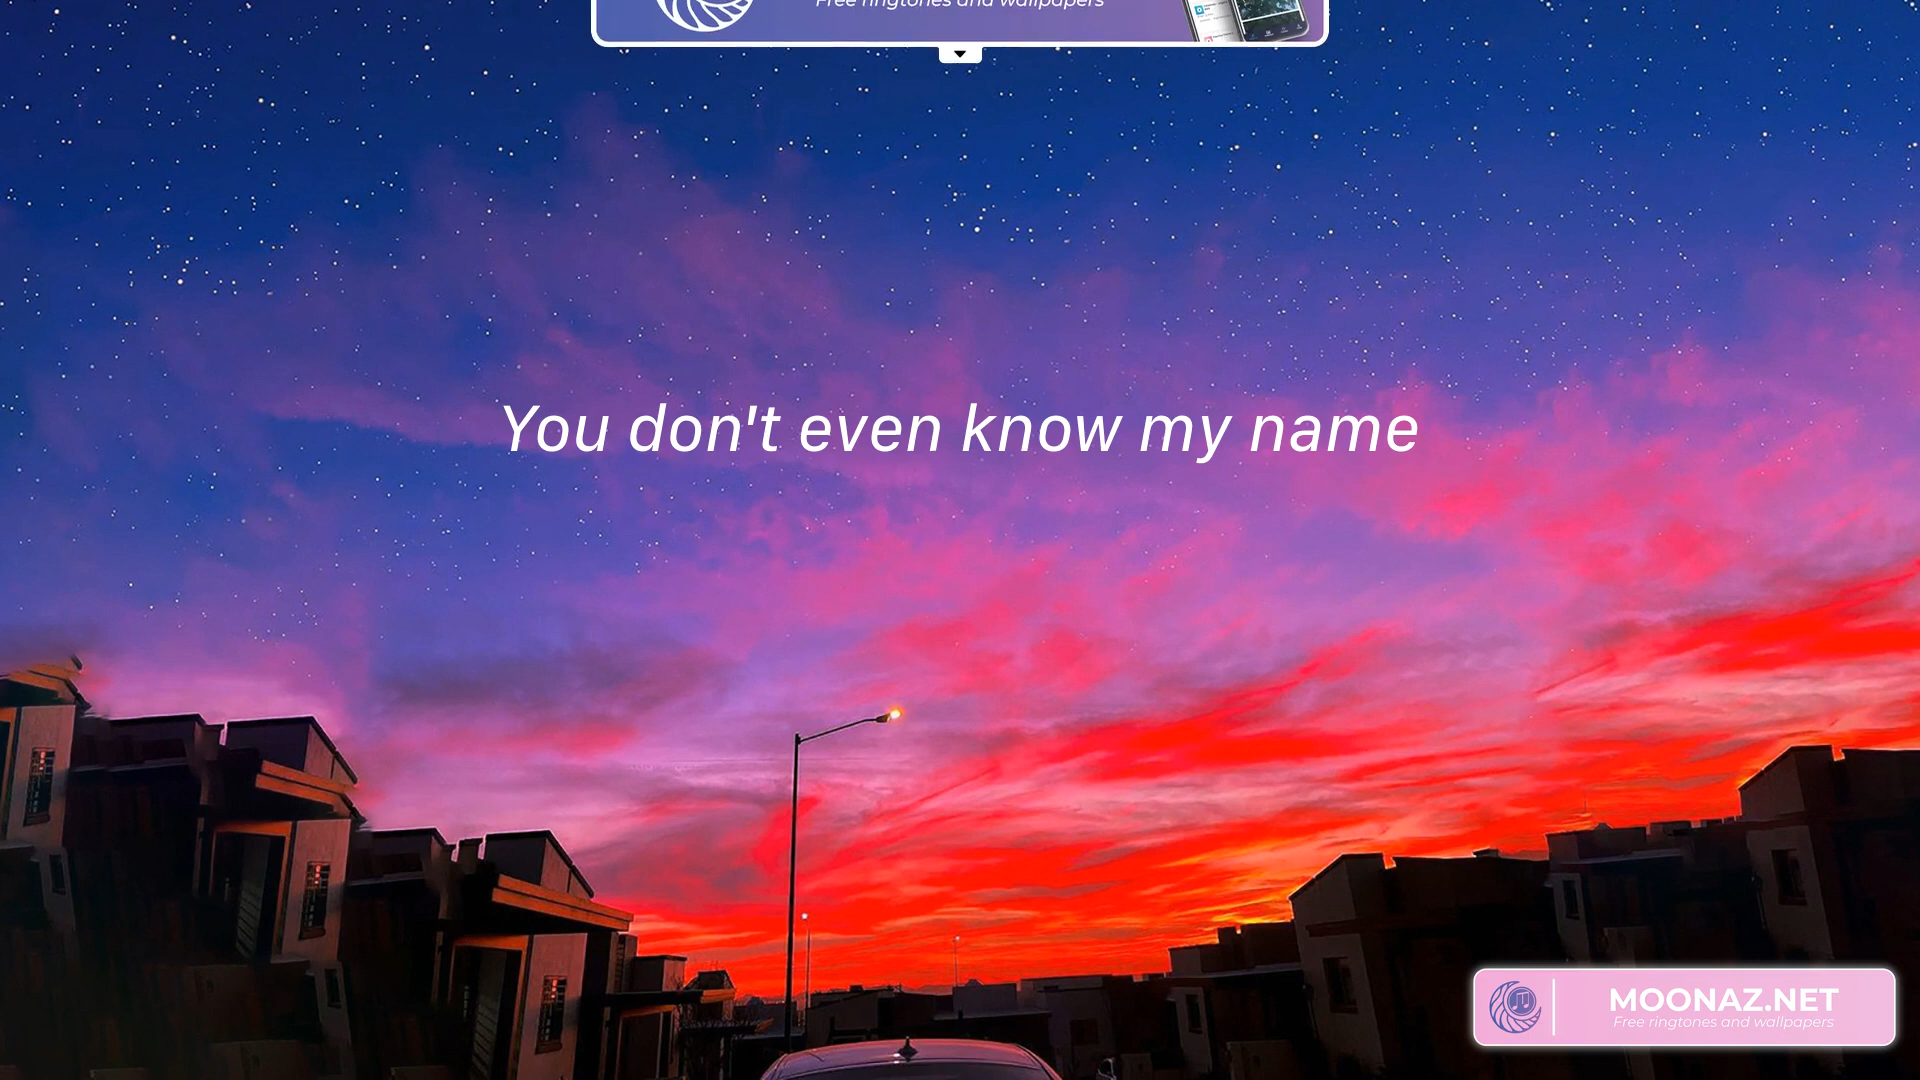 Free ringtones and wallpapers
You don't even know my name
MOONAZ.NET
Free ringtones and wallpapers